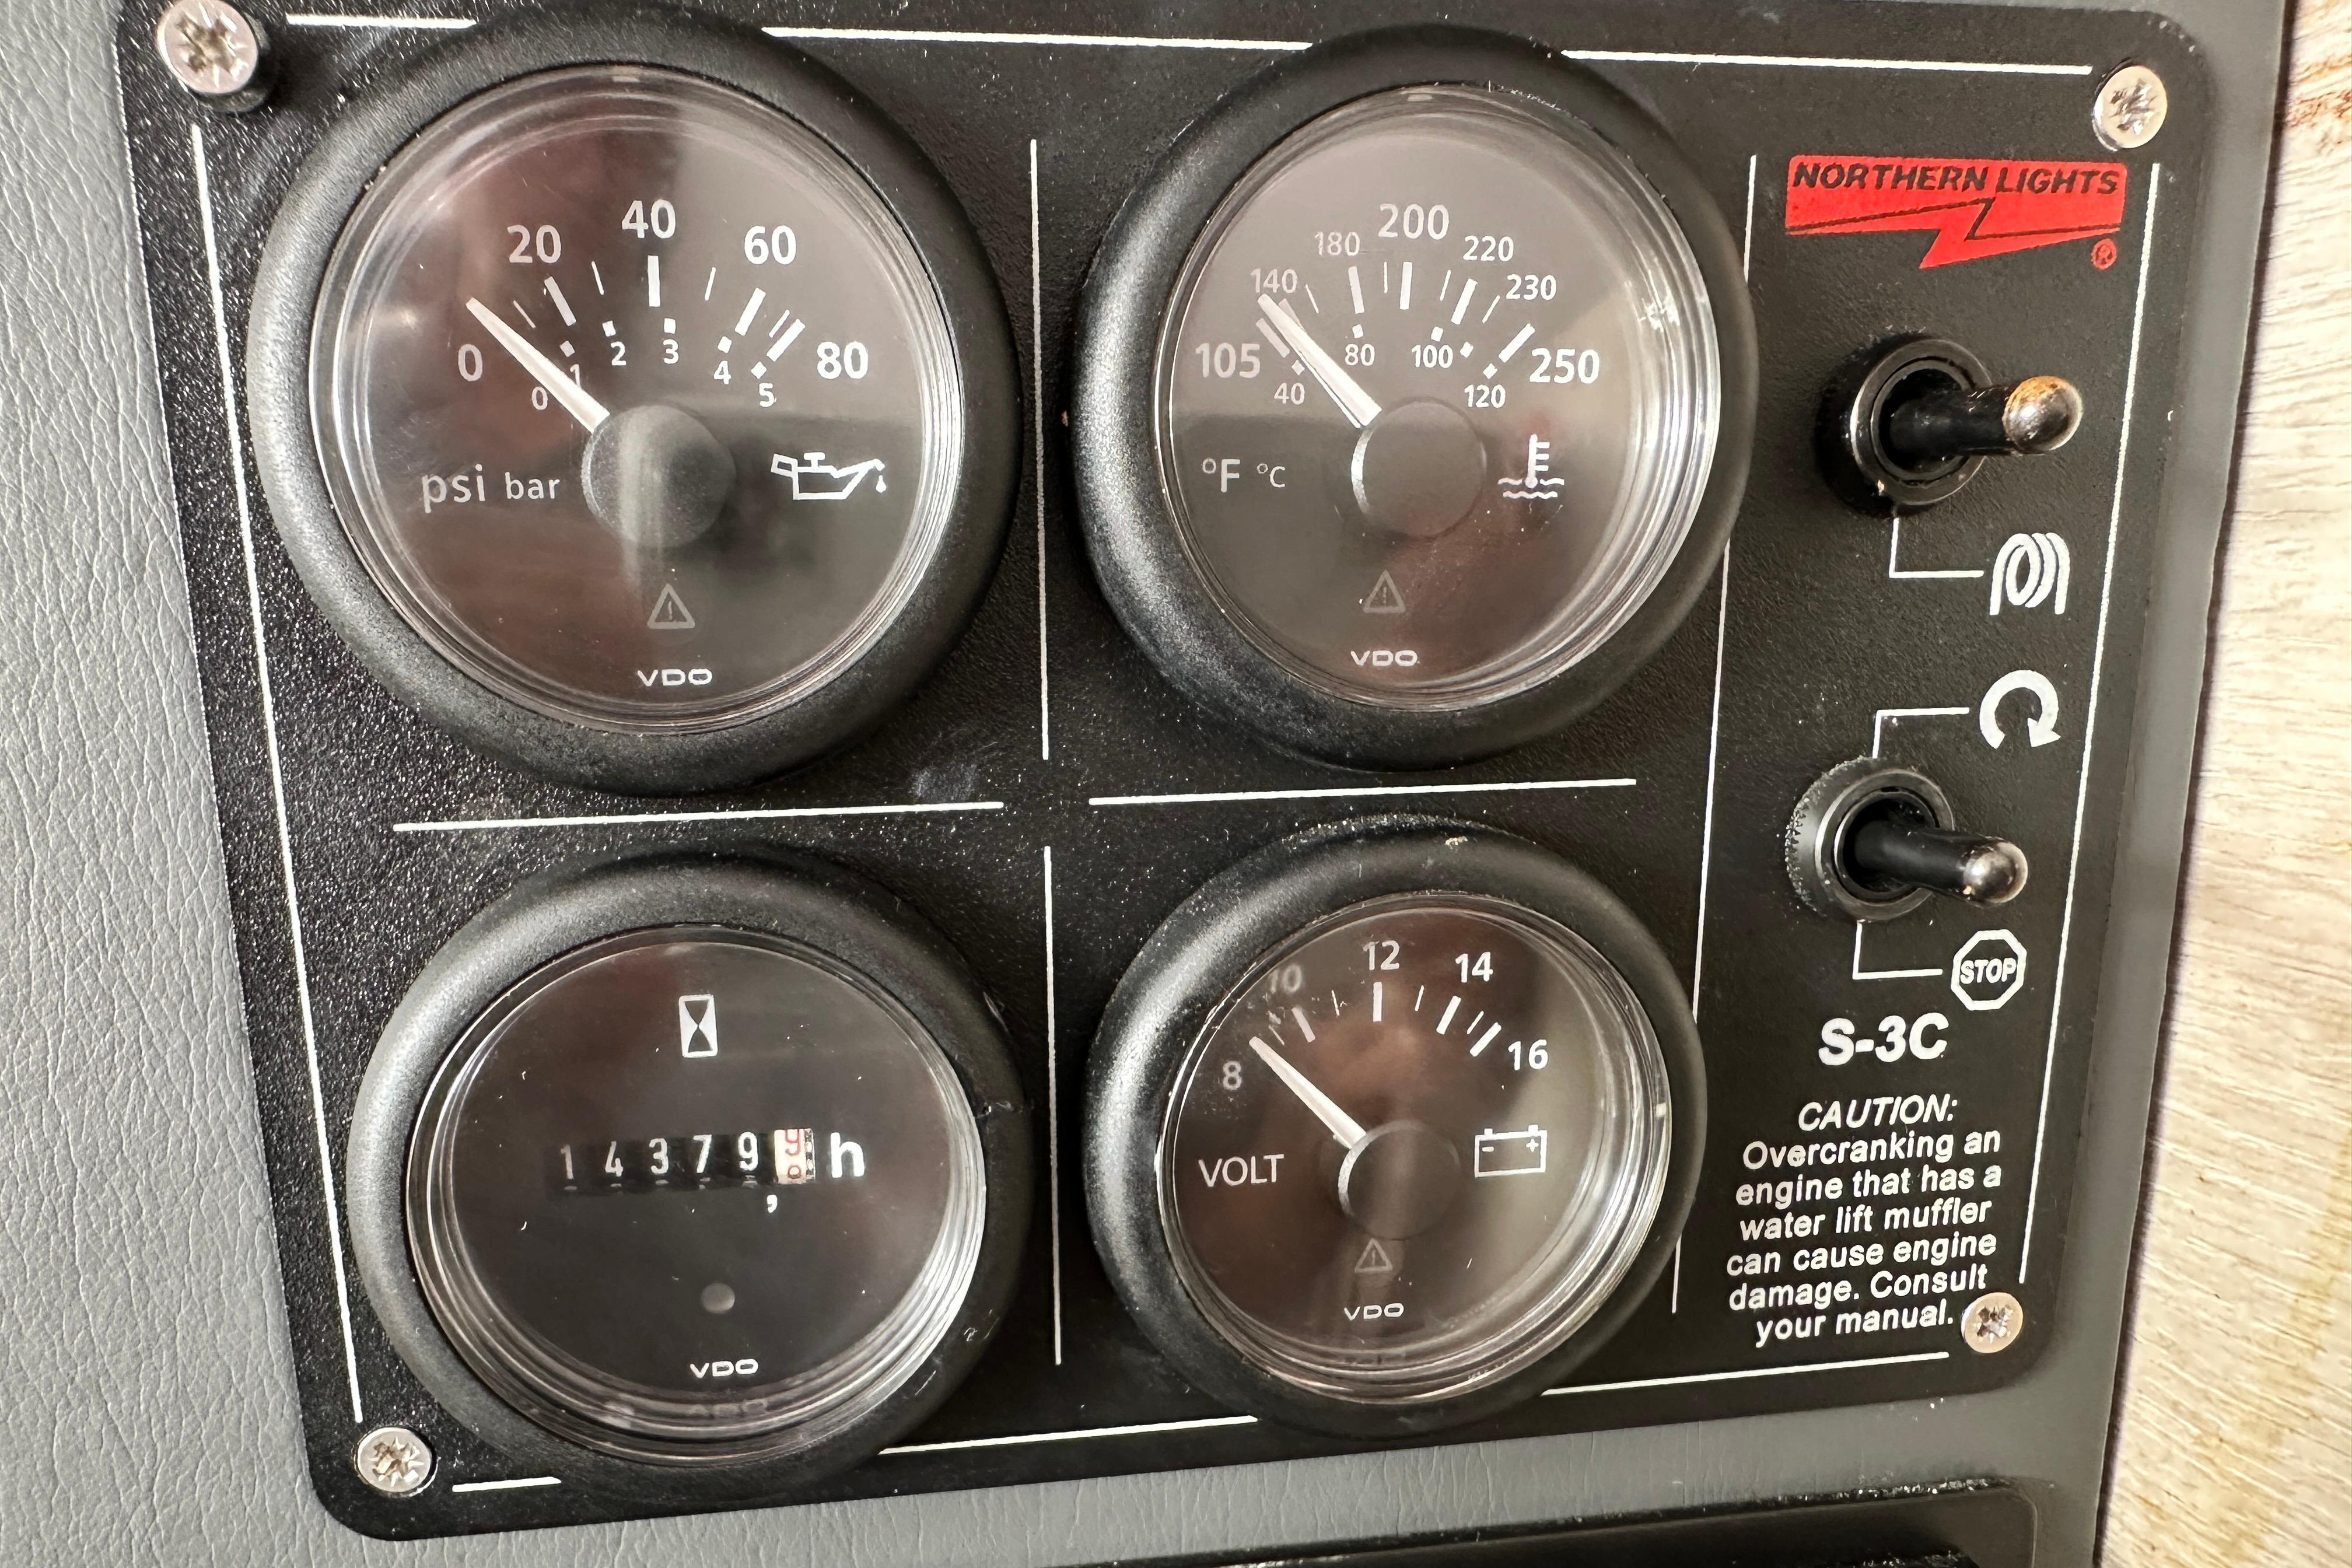 20 40 60
0 80
0 1 2 3 4 5
psi bar
VDO
140 180 200 220 230
105 250
40 80 100 120
°F °C
VDO
NORTHERN LIGHTS
®
STOP
S-3C
CAUTION:
Overcranking an
engine that has a
water lift muffler
can cause engine
damage. Consult
your manual.
14379, h
VDO
10 12 14
8 16
VOLT
- +
VDO